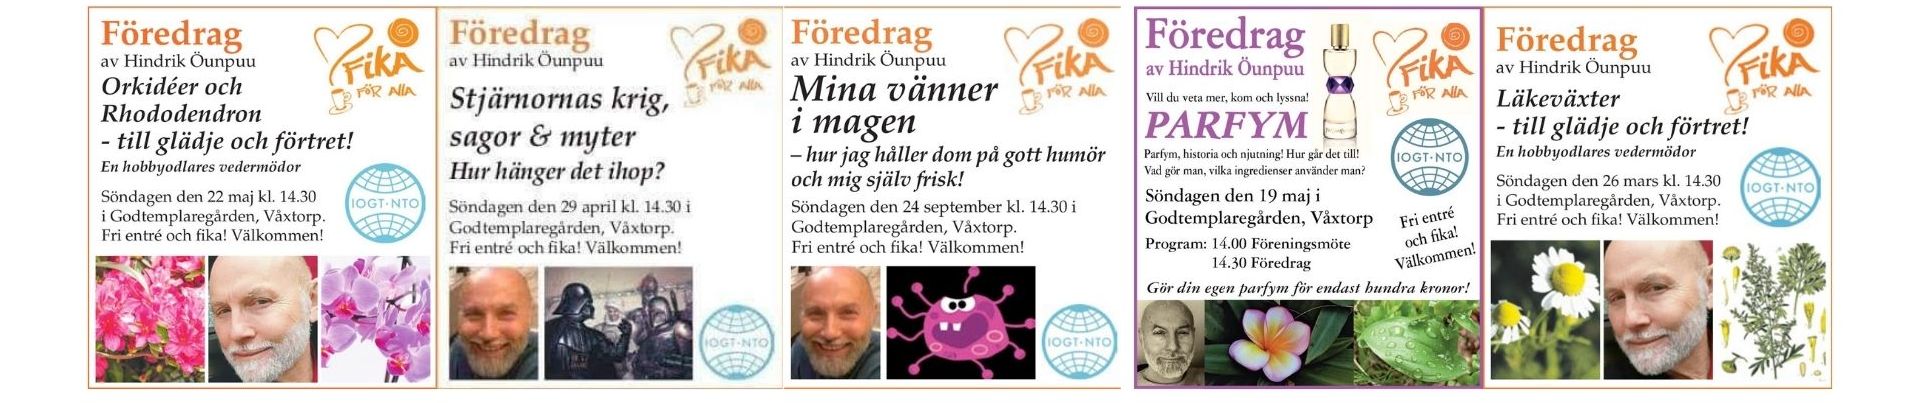 Föredrag
av Hindrik Öunpuu
Orkidéer och
Rhododendron
- till glädje och förtret!
En hobbyodlares vedermödor
Söndagen den 22 maj kl. 14.30
i Godtemplaregården, Våxtorp.
Fri entré och fika! Välkommen!
FIKA
FÖR Alla
IOGT·NTO
Föredrag
av Hindrik Öunpuu
Stjärnornas krig,
sagor & myter
Hur hänger det ihop?
Söndagen den 29 april kl. 14.30 i
Godtemplaregården, Våxtorp.
Fri entré och fika! Välkommen!
FIKA
FÖR Alla
IOGT·NTO
Föredrag
av Hindrik Öunpuu
Mina vänner
i magen
– hur jag håller dom på gott humör
och mig själv frisk!
Söndagen den 24 september kl. 14.30 i
Godtemplaregården, Våxtorp.
Fri entré och fika! Välkommen!
FIKA
FÖR Alla
IOGT·NTO
Föredrag
av Hindrik Öunpuu
Vill du veta mer, kom och lyssna!
PARFYM
Parfym, historia och njutning! Hur går det till!
Vad gör man, vilka ingredienser använder man?
Söndagen den 19 maj i
Godtemplaregården, Våxtorp
Program: 14.00 Föreningsmöte
14.30 Föredrag
Fri entré
och fika!
Välkommen!
Gör din egen parfym för endast hundra kronor!
FIKA
FÖR Alla
IOGT·NTO
Föredrag
av Hindrik Öunpuu
Läkeväxter
- till glädje och förtret!
En hobbyodlares vedermödor
Söndagen den 26 mars kl. 14.30
i Godtemplaregården, Våxtorp.
Fri entré och fika! Välkommen!
FIKA
FÖR Alla
IOGT·NTO